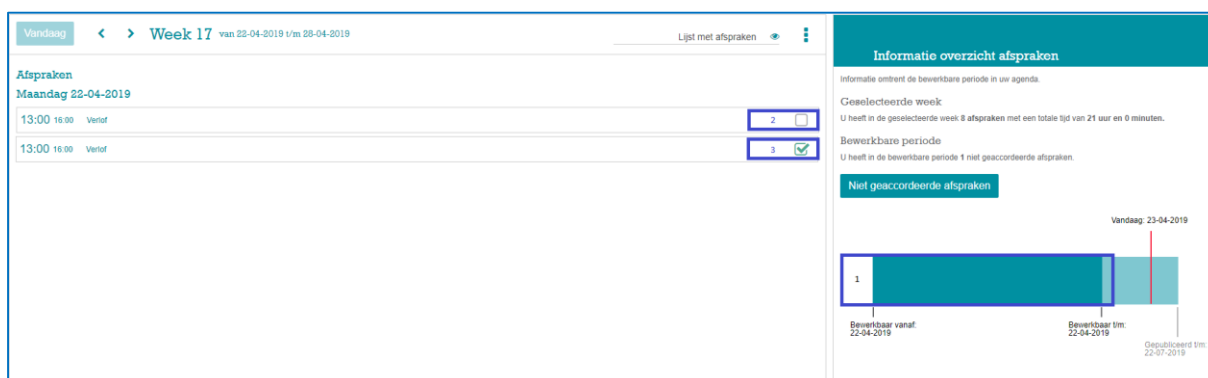 Vandaag
Week 17 van 22-04-2019 t/m 28-04-2019
Lijst met afspraken
Afspraken
Maandag 22-04-2019
13:00 16:00 Verlof
2
13:00 16:00 Verlof
3
Informatie overzicht afspraken
Informatie omtrent de bewerkbare periode in uw agenda.
Geselecteerde week
U heeft in de geselecteerde week 8 afspraken met een totale tijd van 21 uur en 0 minuten.
Bewerkbare periode
U heeft in de bewerkbare periode 1 niet geaccordeerde afspraken.
Niet geaccordeerde afspraken
Vandaag: 23-04-2019
1
Bewerkbaar vanaf:
22-04-2019
Bewerkbaar t/m:
22-04-2019
Gepubliceerd t/m:
22-07-2019